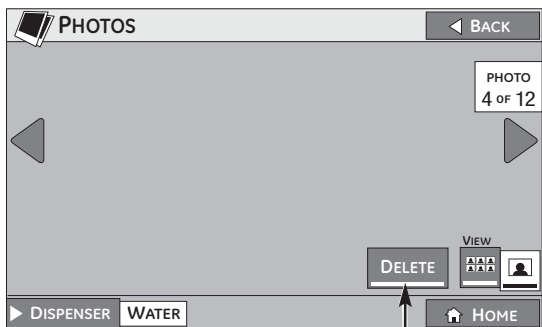 PHOTOS
BACK
PHOTO
4 OF 12
VIEW
DELETE
DISPENSER WATER
HOME